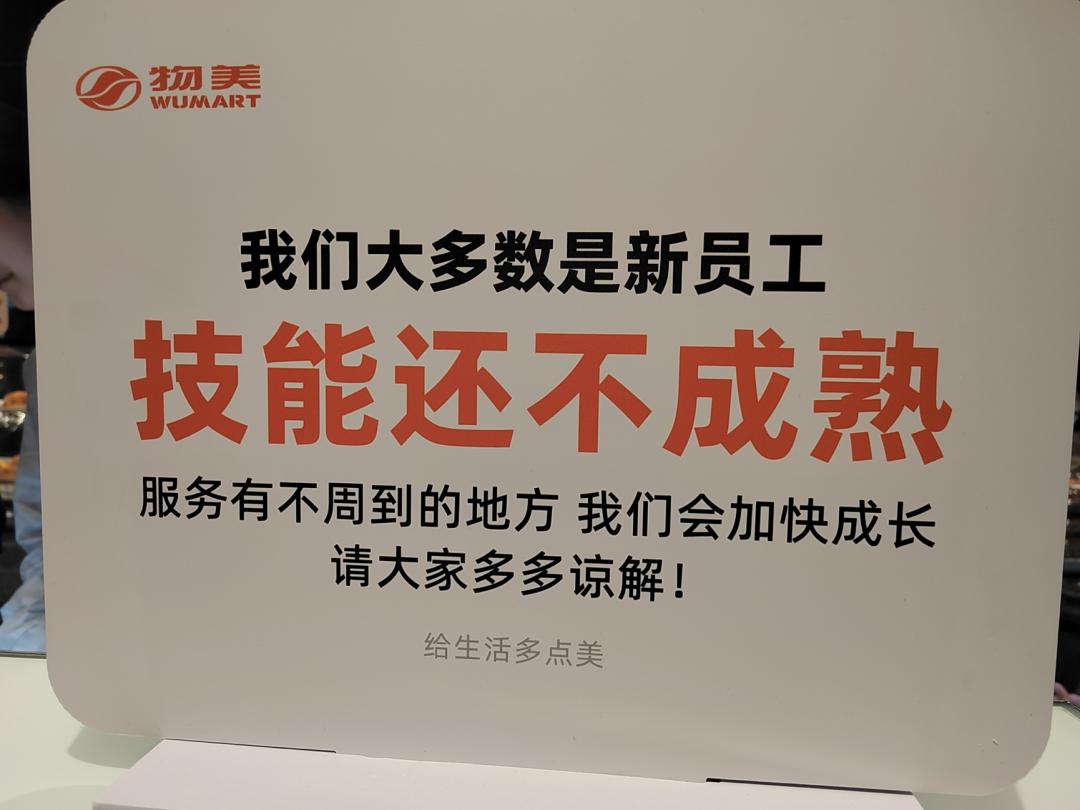 物美
WUMART
我们大多数是新员工
技能还不成熟
服务有不周到的地方 我们会加快成长
请大家多多谅解!
给生活多点美